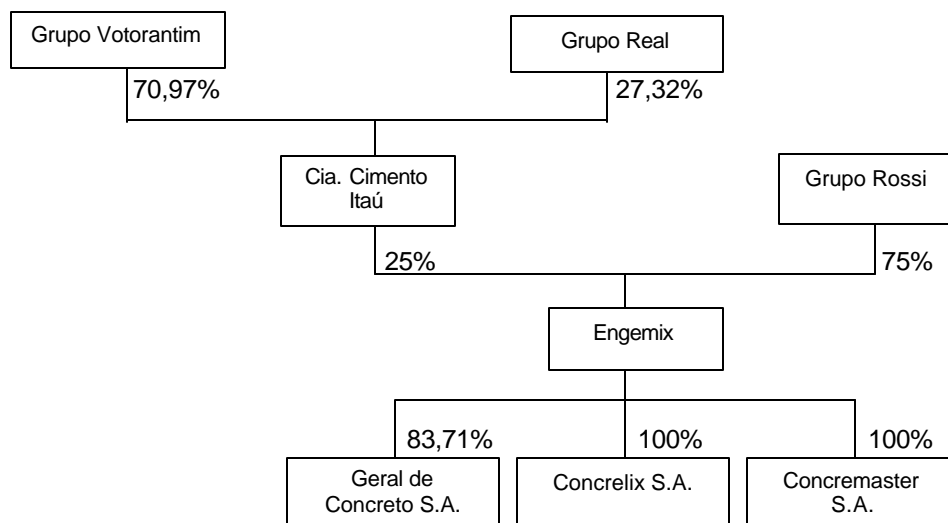 Grupo Votorantim
Grupo Real
70,97%
27,32%
Cia. Cimento
Itaú
Grupo Rossi
25%
75%
Engemix
83,71%
100%
100%
Geral de
Concreto S.A.
Concrelix S.A.
Concremaster
S.A.